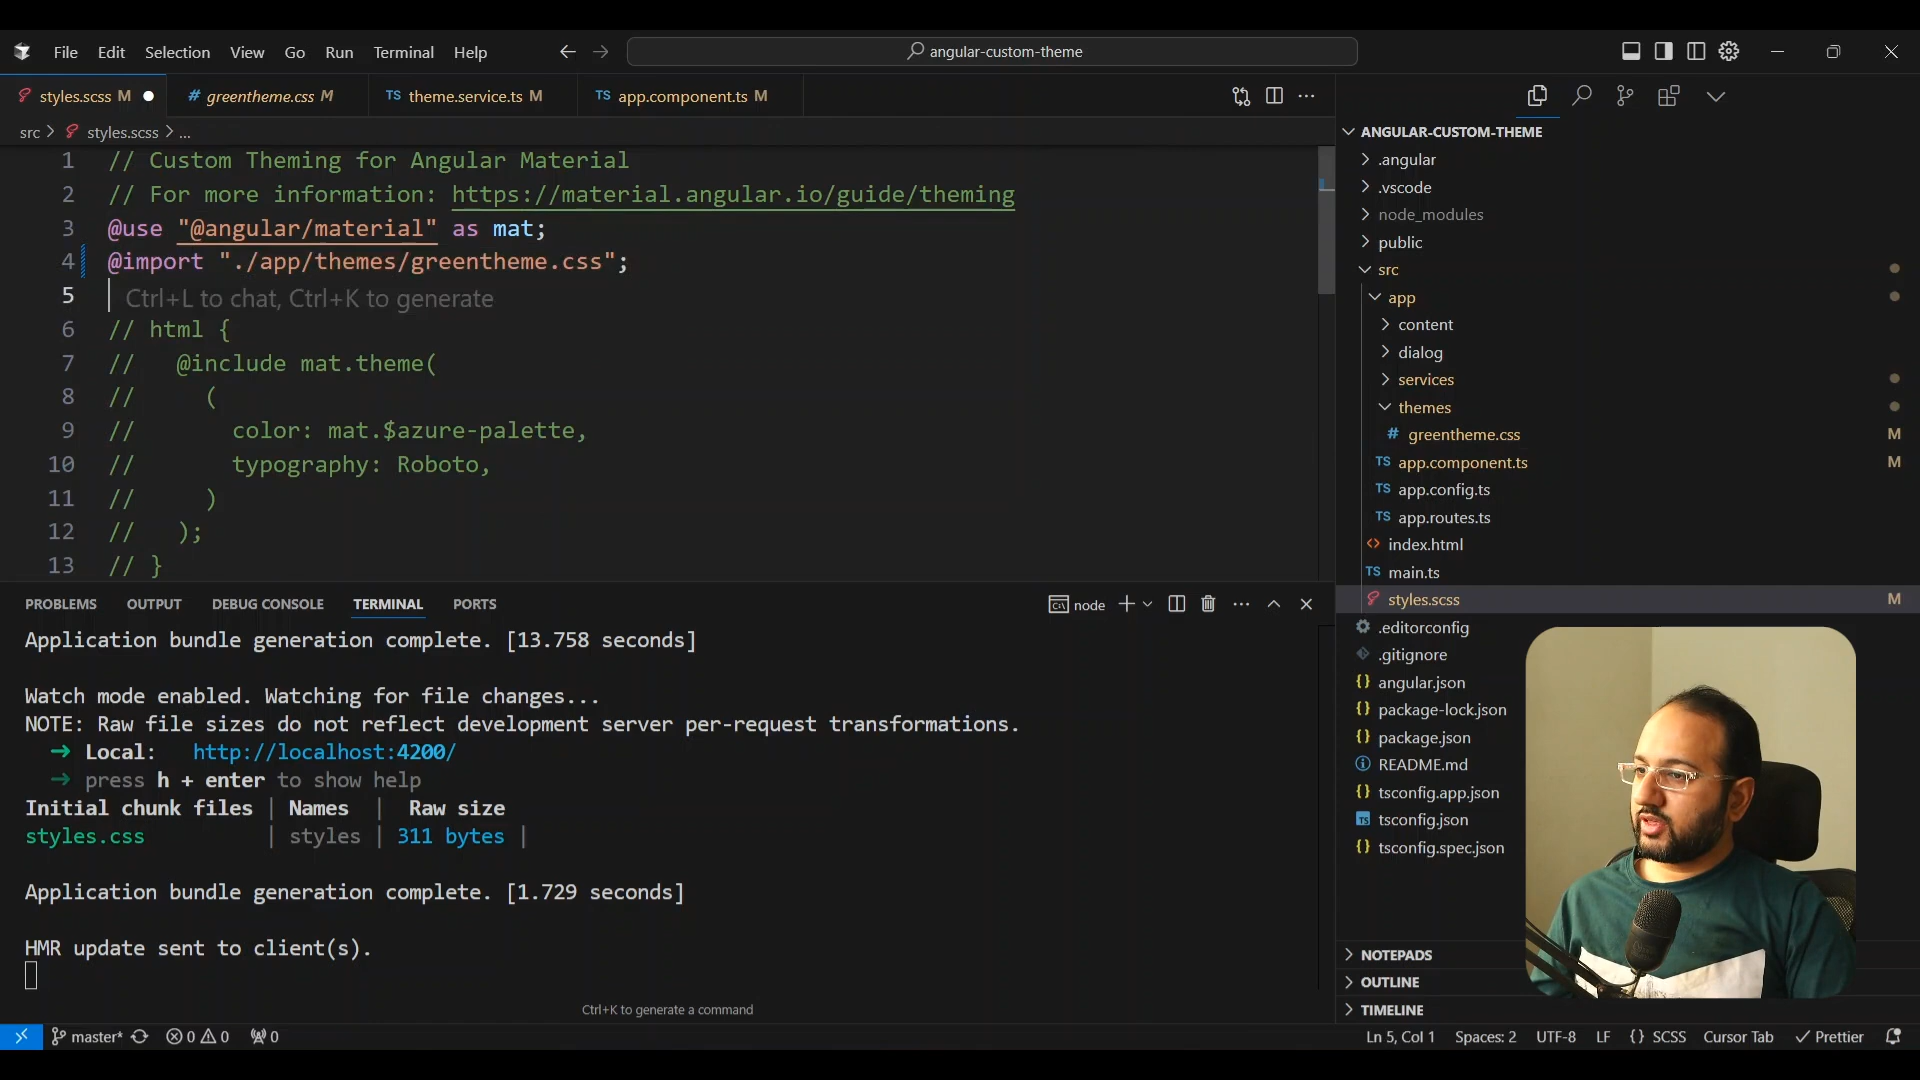 File Edit Selection View Go Run Terminal Help
angular-custom-theme
styles.scss M
# greentheme.css M
TS theme.service.ts M
TS app.component.ts M
src > styles.scss > ...
1 // Custom Theming for Angular Material
2 // For more information: https://material.angular.io/guide/theming
3 @use "@angular/material" as mat;
4 @import "./app/themes/greentheme.css";
5 Ctrl+L to chat, Ctrl+K to generate
6 // html {
7 //   @include mat.theme(
8 //     (
9 //       color: mat.$azure-palette,
10 //       typography: Roboto,
11 //     )
12 //   );
13 // }
PROBLEMS OUTPUT DEBUG CONSOLE TERMINAL PORTS
node
Application bundle generation complete. [13.758 seconds]
Watch mode enabled. Watching for file changes...
NOTE: Raw file sizes do not reflect development server per-request transformations.
➜ Local: http://localhost:4200/
➜ press h + enter to show help
Initial chunk files | Names | Raw size
styles.css | styles | 311 bytes |
Application bundle generation complete. [1.729 seconds]
HMR update sent to client(s).
Ctrl+K to generate a command
ANGULAR-CUSTOM-THEME
.angular
.vscode
node_modules
public
src
app
content
dialog
services
themes
# greentheme.css M
TS app.component.ts M
TS app.config.ts
TS app.routes.ts
<> index.html
TS main.ts
styles.scss M
.editorconfig
.gitignore
{} angular.json
{} package-lock.json
{} package.json
README.md
{} tsconfig.app.json
TS tsconfig.json
{} tsconfig.spec.json
NOTEPADS
OUTLINE
TIMELINE
master* 0 0 0
Ln 5, Col 1 Spaces: 2 UTF-8 LF {} SCSS Cursor Tab Prettier